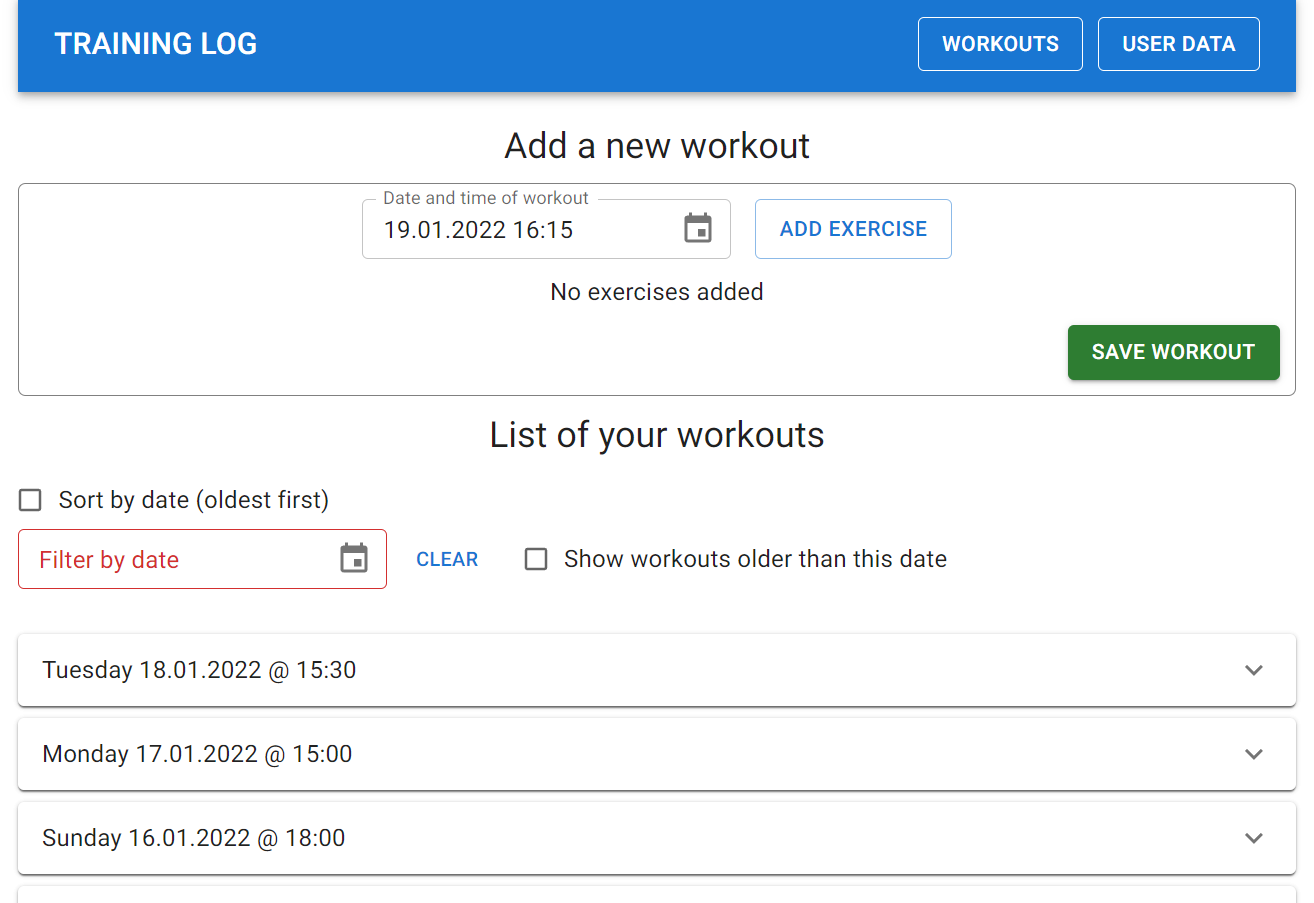 TRAINING LOG WORKOUTS USER DATA
Add a new workout
Date and time of workout
19.01.2022 16:15 ADD EXERCISE
No exercises added
SAVE WORKOUT
List of your workouts
Sort by date (oldest first)
Filter by date CLEAR Show workouts older than this date
Tuesday 18.01.2022 @ 15:30
Monday 17.01.2022 @ 15:00
Sunday 16.01.2022 @ 18:00